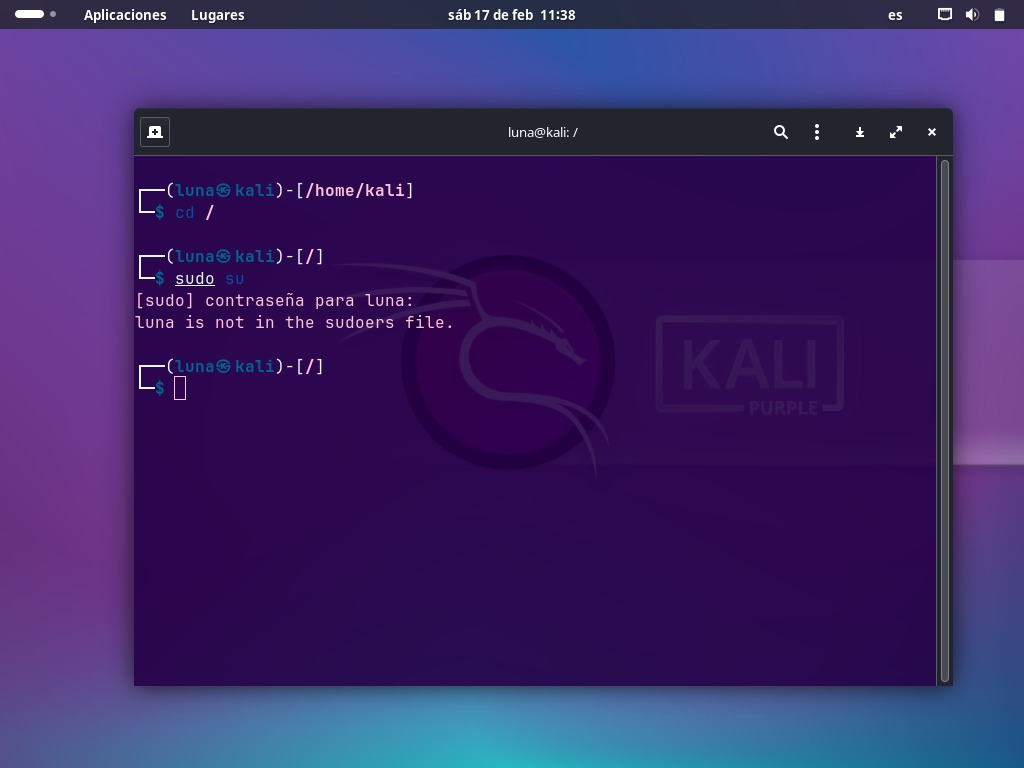 Aplicaciones Lugares sáb 17 de feb 11:38 es
luna@kali: /
┌──(luna㉿kali)-[/home/kali]
└─$ cd /
┌──(luna㉿kali)-[/]
└─$ sudo su
[sudo] contraseña para luna:
luna is not in the sudoers file.
┌──(luna㉿kali)-[/]
└─$
KALI
PURPLE